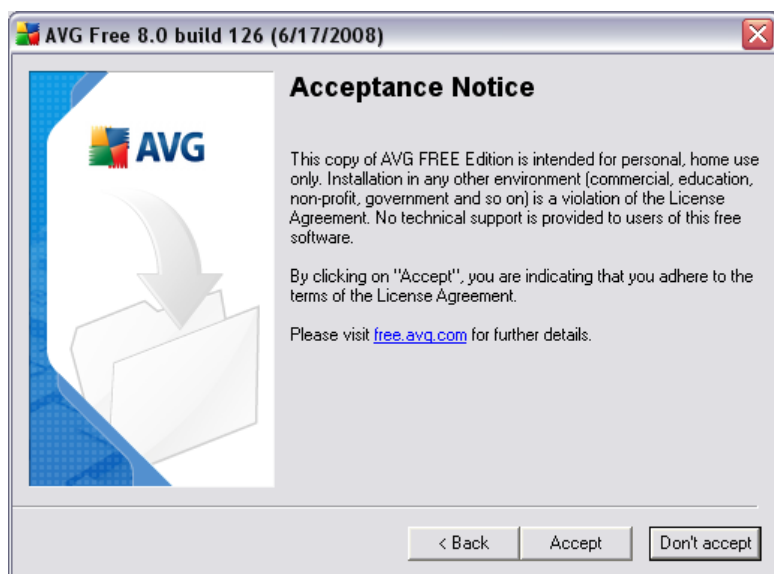 AVG Free 8.0 build 126 (6/17/2008)
AVG
Acceptance Notice
This copy of AVG FREE Edition is intended for personal, home use
only. Installation in any other environment (commercial, education,
non-profit, government and so on) is a violation of the License
Agreement. No technical support is provided to users of this free
software.
By clicking on "Accept", you are indicating that you adhere to the
terms of the License Agreement.
Please visit free.avg.com for further details.
< Back
Accept
Don't accept